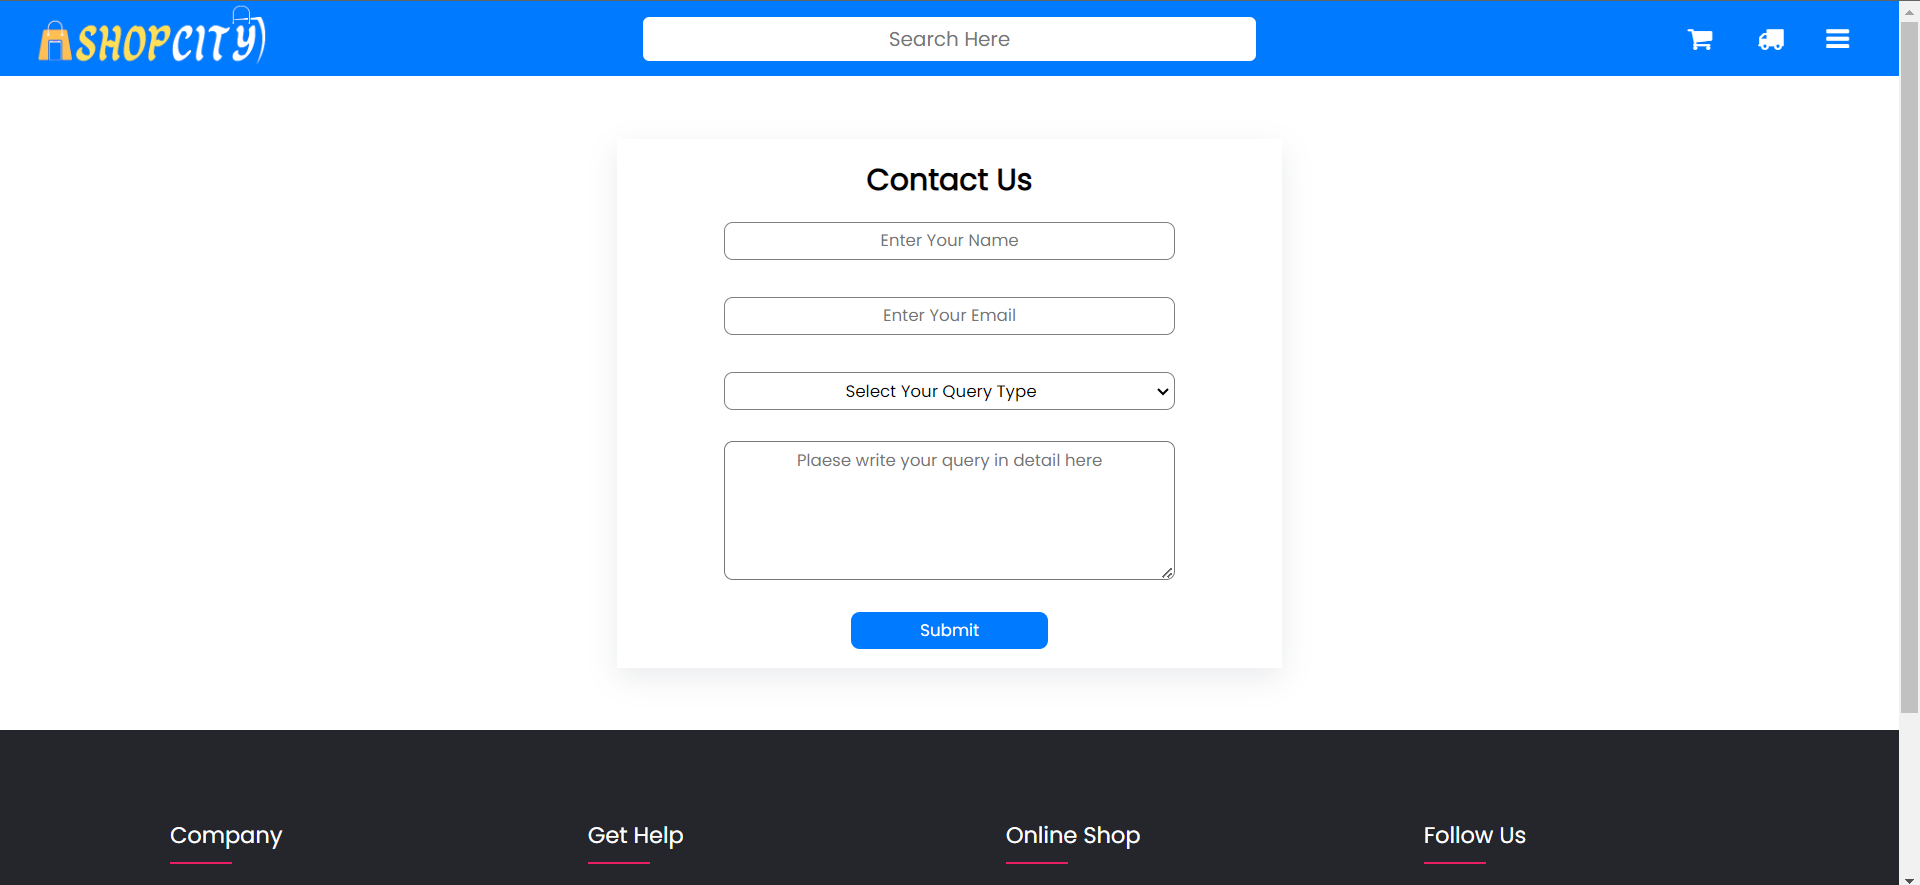 SHOPCITY
Search Here
Contact Us
Enter Your Name
Enter Your Email
Select Your Query Type
Plaese write your query in detail here
Submit
Company Get Help Online Shop Follow Us